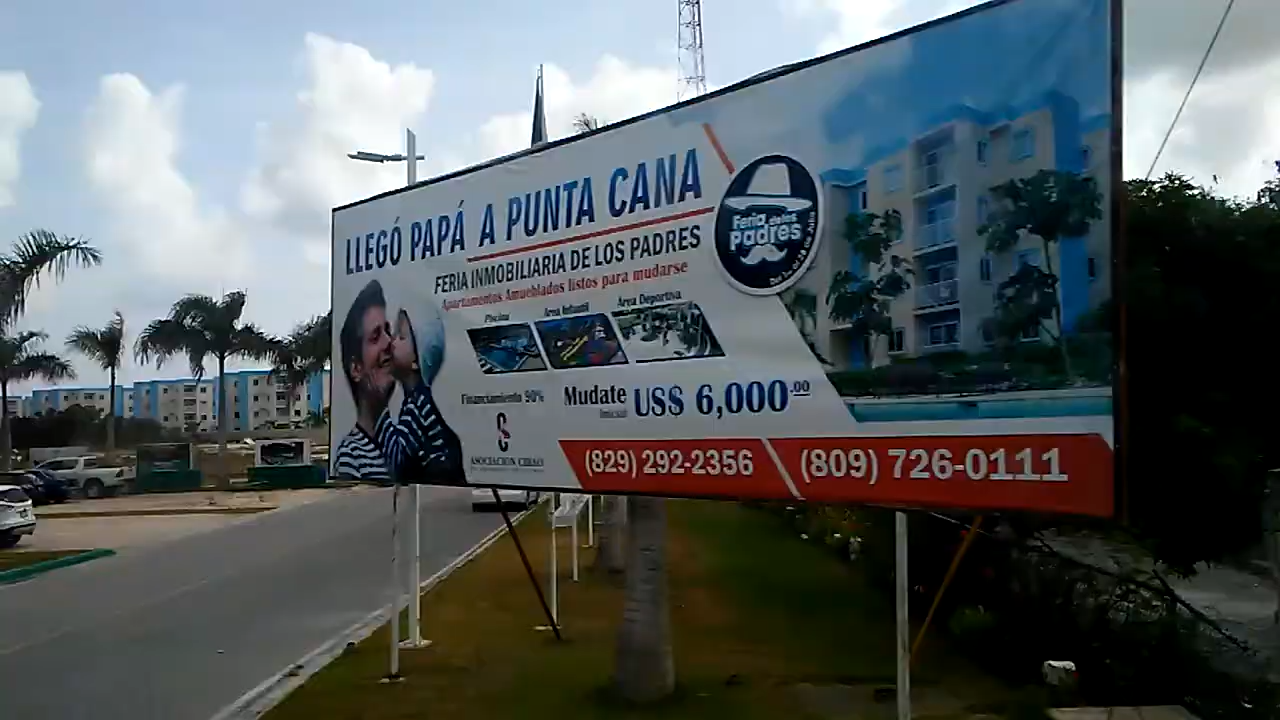 LLEGÓ PAPÁ A PUNTA CANA
FERIA INMOBILIARIA DE LOS PADRES
Apartamentos Amueblados listos para mudarse
Piscina
Area Infantil
Área Deportiva
Feria de los
Padres
Financiamiento 90%
ASOCIACION CIBAO
Mudate
Inicial
US$ 6,000.00
(829) 292-2356
(809) 726-0111